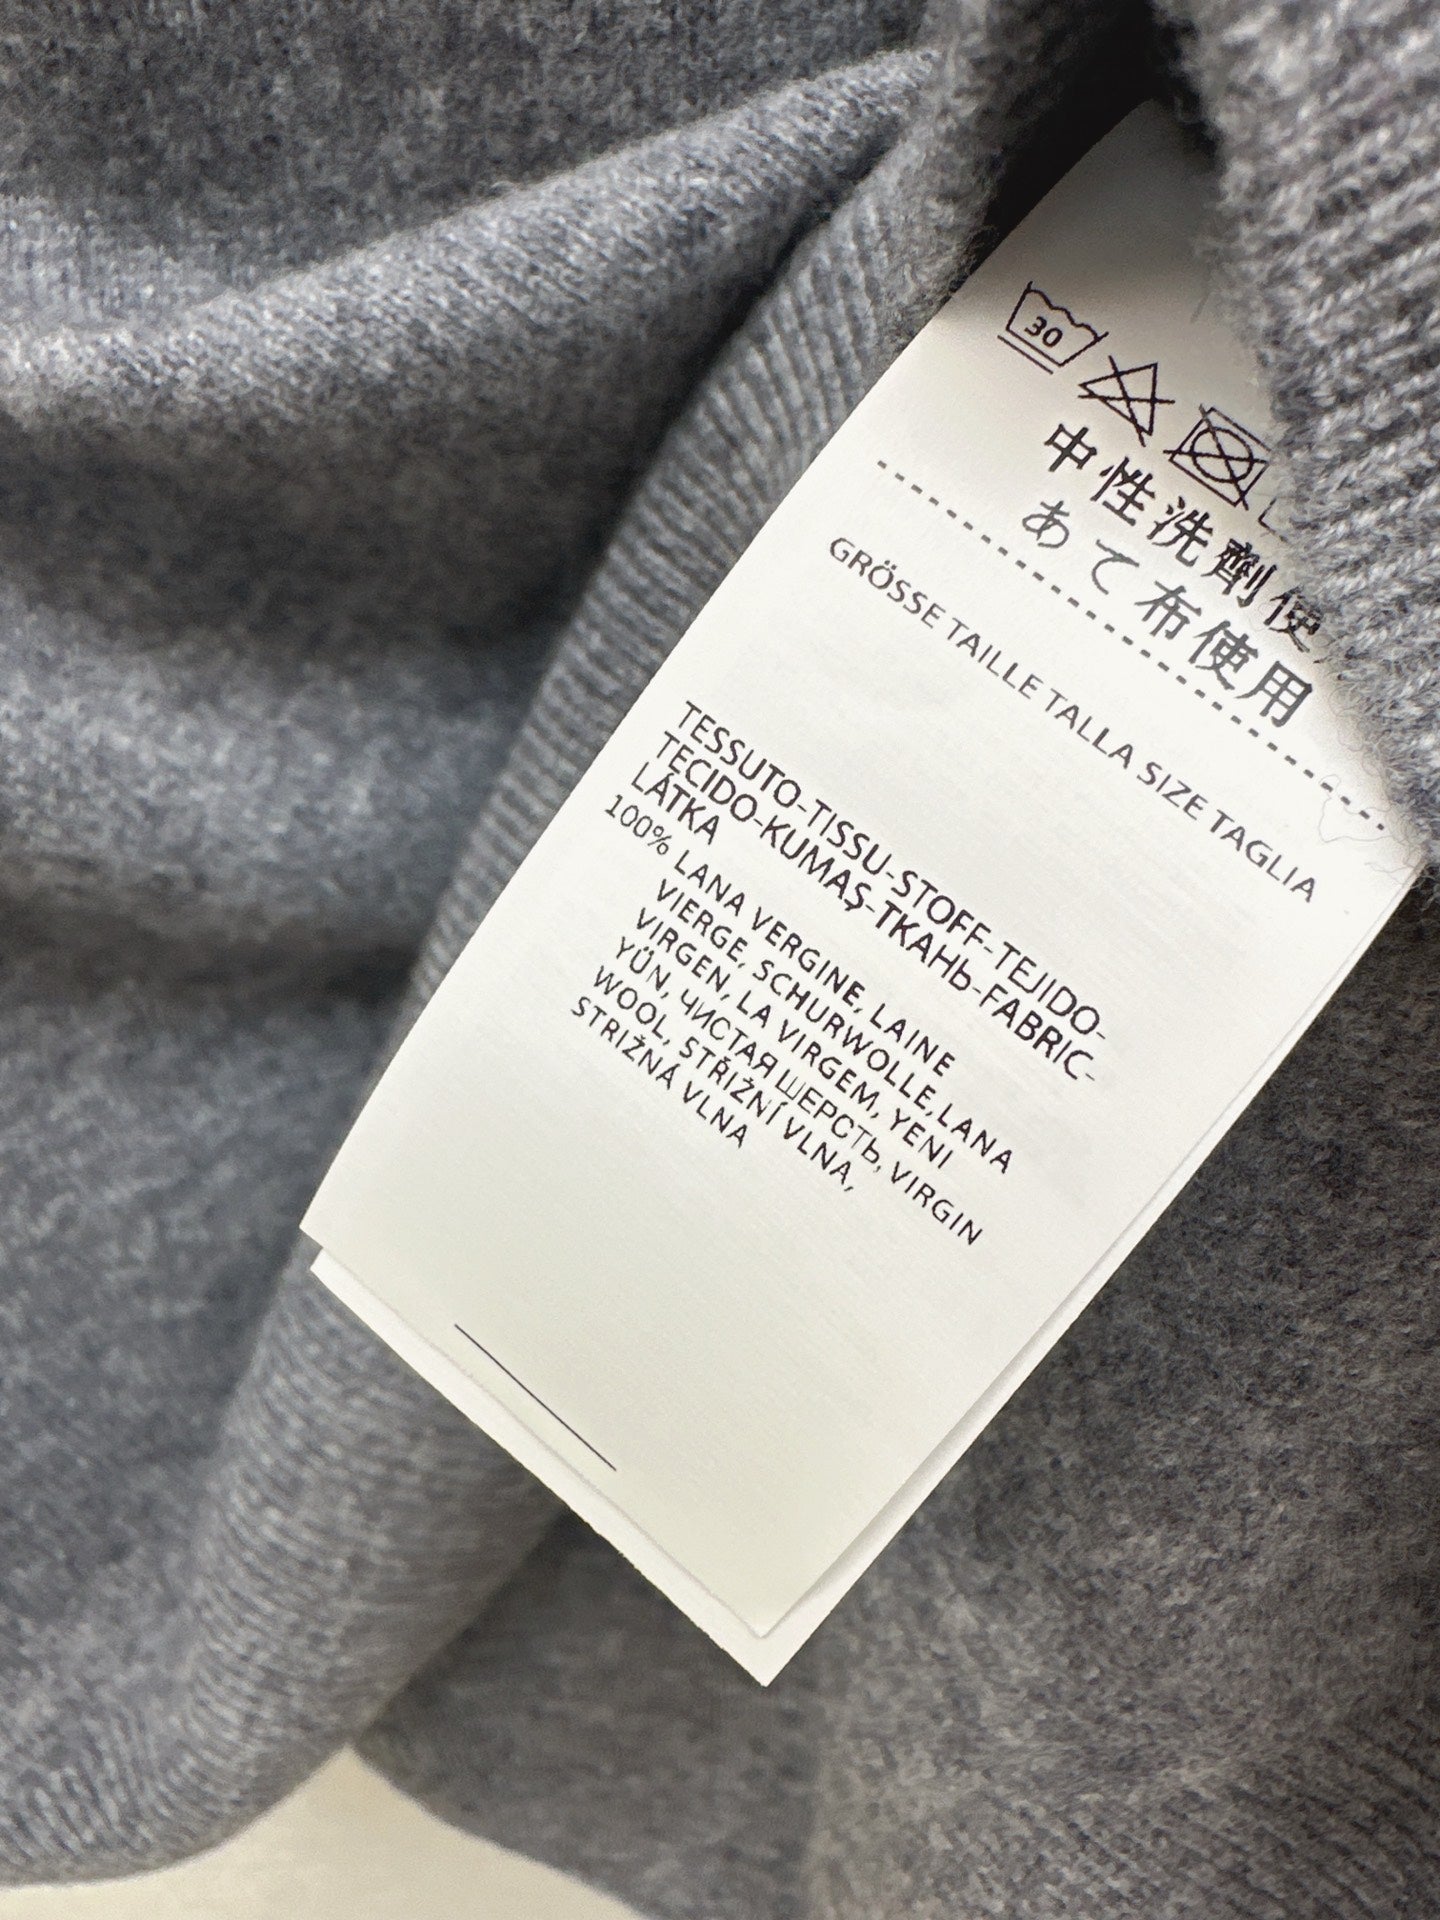 30
中性洗剤使
あて布使用
GRÖSSE TAILLE TALLA SIZE TAGLIA
TESSUTO-TISSU-STOFF-TEJIDO-
TECIDO-KUMAŞ-ТКАНЬ-FABRIC-
LÁTKA
100% LANA VERGINE, LAINE
VIERGE, SCHURWOLLE, LANA
VIRGEN, LA VIRGEM, YENI
YÜN, ЧИСТАЯ ШЕРСТЬ, VIRGIN
WOOL, STŘIŽNÍ VLNA,
STRIŽNÁ VLNA